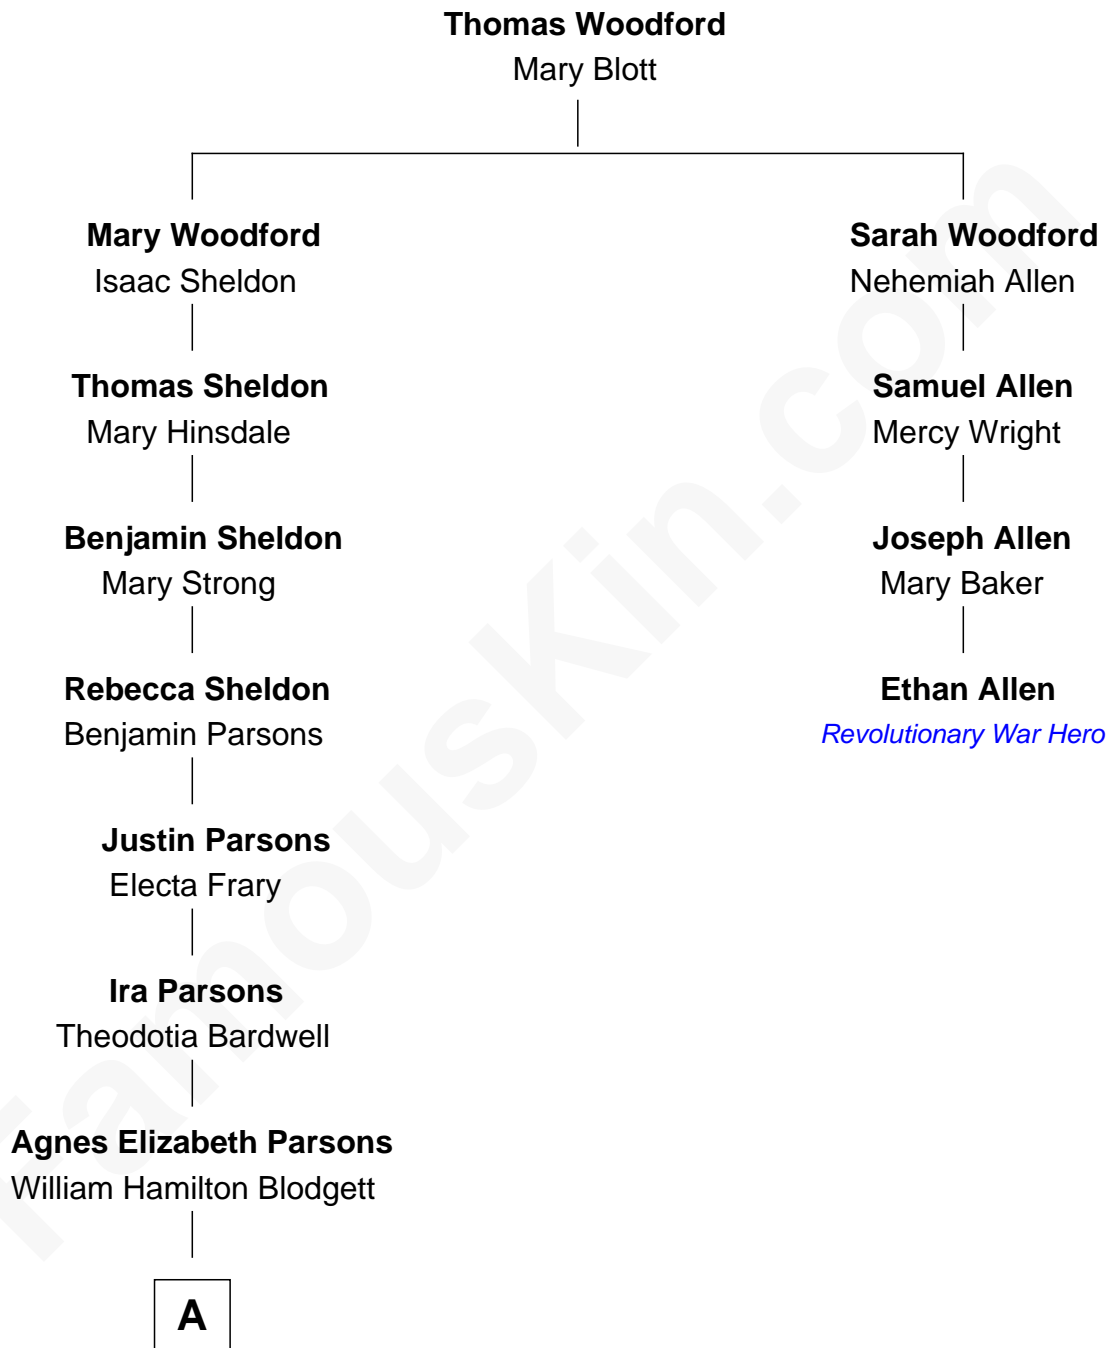 Thomas Woodford
Mary Blott
Mary Woodford
Isaac Sheldon
Sarah Woodford
Nehemiah Allen
Thomas Sheldon
Mary Hinsdale
Samuel Allen
Mercy Wright
Benjamin Sheldon
Mary Strong
Joseph Allen
Mary Baker
Rebecca Sheldon
Benjamin Parsons
Ethan Allen
Revolutionary War Hero
Justin Parsons
Electa Frary
Ira Parsons
Theodotia Bardwell
Agnes Elizabeth Parsons
William Hamilton Blodgett
A
FamousKin.com